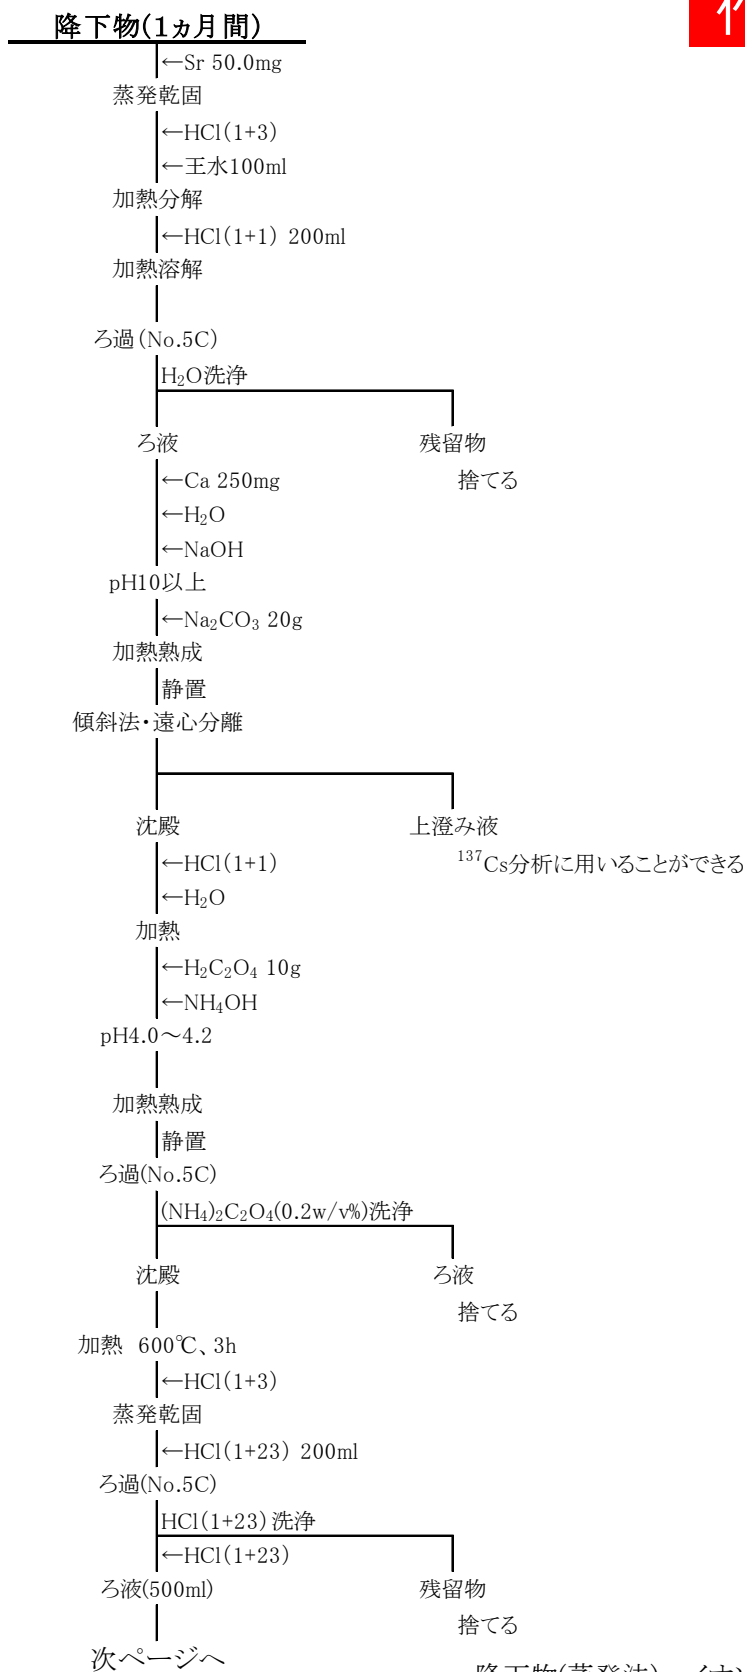 降下物(1ヵ月間)
←Sr 50.0mg
蒸発乾固
←HCl(1+3)
←王水100ml
加熱分解
←HCl(1+1) 200ml
加熱溶解
ろ過(No.5C)
H₂O洗浄
ろ液 残留物
←Ca 250mg 捨てる
←H₂O
←NaOH
pH10以上
←Na₂CO₃ 20g
加熱熟成
静置
傾斜法・遠心分離
沈殿 上澄み液
←HCl(1+1) ¹³⁷Cs分析に用いることができる
←H₂O
加熱
←H₂C₂O₄ 10g
←NH₄OH
pH4.0～4.2
加熱熟成
静置
ろ過(No.5C)
(NH₄)₂C₂O₄(0.2w/v%)洗浄
沈殿 ろ液
捨てる
加熱 600℃、3h
←HCl(1+3)
蒸発乾固
←HCl(1+23) 200ml
ろ過(No.5C)
HCl(1+23)洗浄
←HCl(1+23)
ろ液(500ml) 残留物
捨てる
次ページへ
降下物(蒸発法)